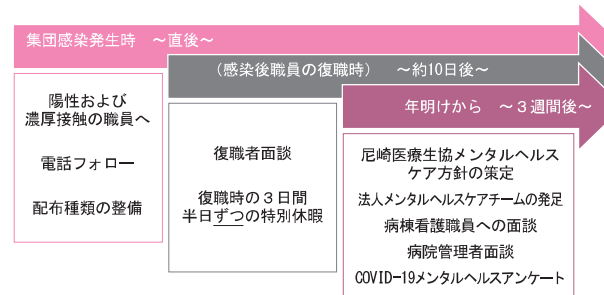 集団感染発生時 ～直後～
（感染後職員の復職時） ～約10日後～
年明けから ～３週間後～
陽性および
濃厚接触の職員へ
電話フォロー
配布種類の整備
復職者面談
復職時の３日間
半日ずつの特別休暇
尼崎医療生協メンタルヘルス
ケア方針の策定
法人メンタルヘルスケアチームの発足
病棟看護職員への面談
病院管理者面談
COVID-19メンタルヘルスアンケート